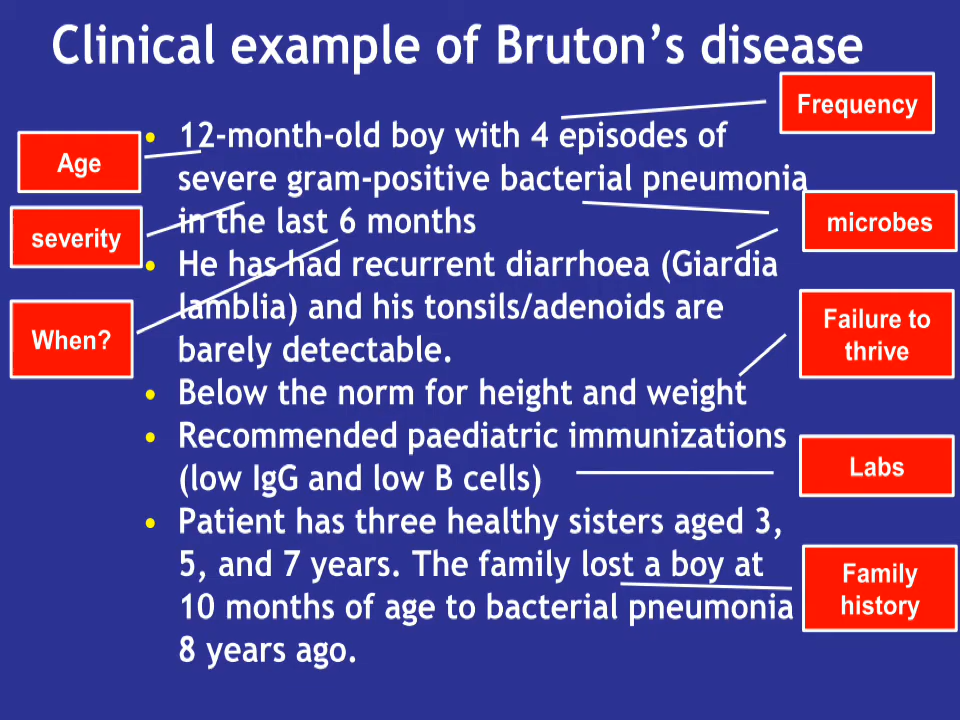 Clinical example of Bruton's disease
Frequency
• 12-month-old boy with 4 episodes of
Age
severe gram-positive bacterial pneumonia
in the last 6 months
microbes
severity
• He has had recurrent diarrhoea (Giardia
lamblia) and his tonsils/adenoids are
barely detectable.
When?
Failure to
thrive
• Below the norm for height and weight
• Recommended paediatric immunizations
(low IgG and low B cells)
Labs
• Patient has three healthy sisters aged 3,
5, and 7 years. The family lost a boy at
10 months of age to bacterial pneumonia
8 years ago.
Family
history